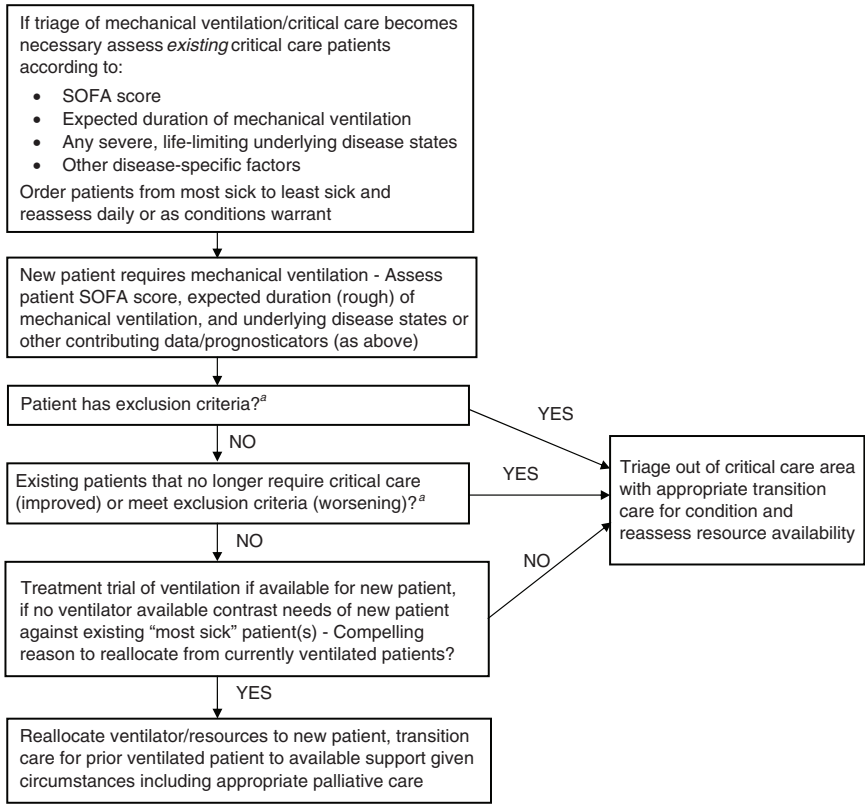 If triage of mechanical ventilation/critical care becomes
necessary assess existing critical care patients
according to:
• SOFA score
• Expected duration of mechanical ventilation
• Any severe, life-limiting underlying disease states
• Other disease-specific factors
Order patients from most sick to least sick and
reassess daily or as conditions warrant
New patient requires mechanical ventilation - Assess
patient SOFA score, expected duration (rough) of
mechanical ventilation, and underlying disease states or
other contributing data/prognosticators (as above)
Patient has exclusion criteria?a
YES
NO
Existing patients that no longer require critical care
(improved) or meet exclusion criteria (worsening)?a
YES
Triage out of critical care area
with appropriate transition
care for condition and
reassess resource availability
NO
Treatment trial of ventilation if available for new patient,
if no ventilator available contrast needs of new patient
against existing “most sick” patient(s) - Compelling
reason to reallocate from currently ventilated patients?
NO
YES
Reallocate ventilator/resources to new patient, transition
care for prior ventilated patient to available support given
circumstances including appropriate palliative care